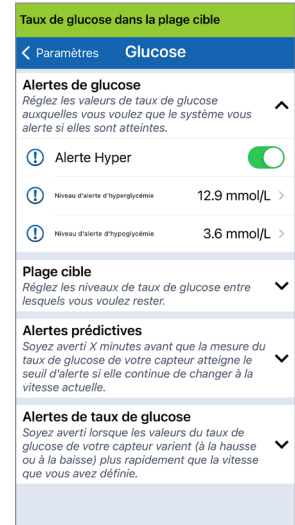 Taux de glucose dans la plage cible
Paramètres Glucose
Alertes de glucose
Réglez les valeurs de taux de glucose
auxquelles vous voulez que le système vous
alerte si elles sont atteintes.
Alerte Hyper
Niveau d'alerte d'hyperglycémie 12.9 mmol/L
Niveau d'alerte d'hypoglycémie 3.6 mmol/L
Plage cible
Réglez les niveaux de taux de glucose entre
lesquels vous voulez rester.
Alertes prédictives
Soyez averti X minutes avant que la mesure du
taux de glucose de votre capteur atteigne le
seuil d'alerte si elle continue de changer à la
vitesse actuelle.
Alertes de taux de glucose
Soyez averti lorsque les valeurs du taux de
glucose de votre capteur varient (à la hausse
ou à la baisse) plus rapidement que la vitesse
que vous avez définie.